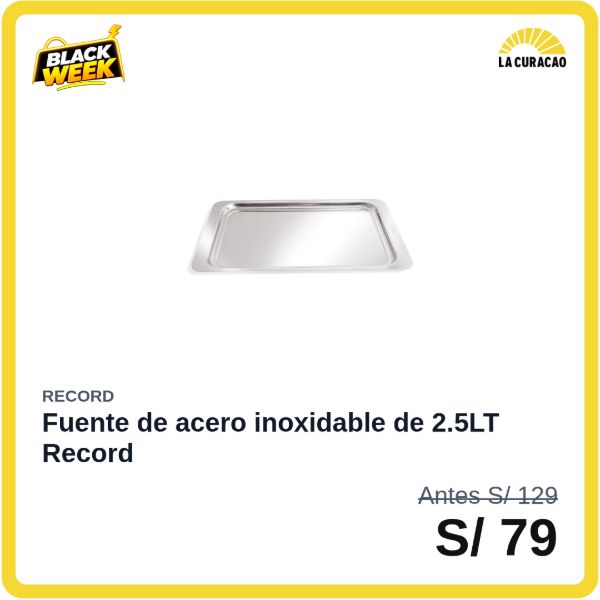 BLACK
WEEK
LA CURACAO
RECORD
Fuente de acero inoxidable de 2.5LT
Record
Antes S/ 129
S/ 79